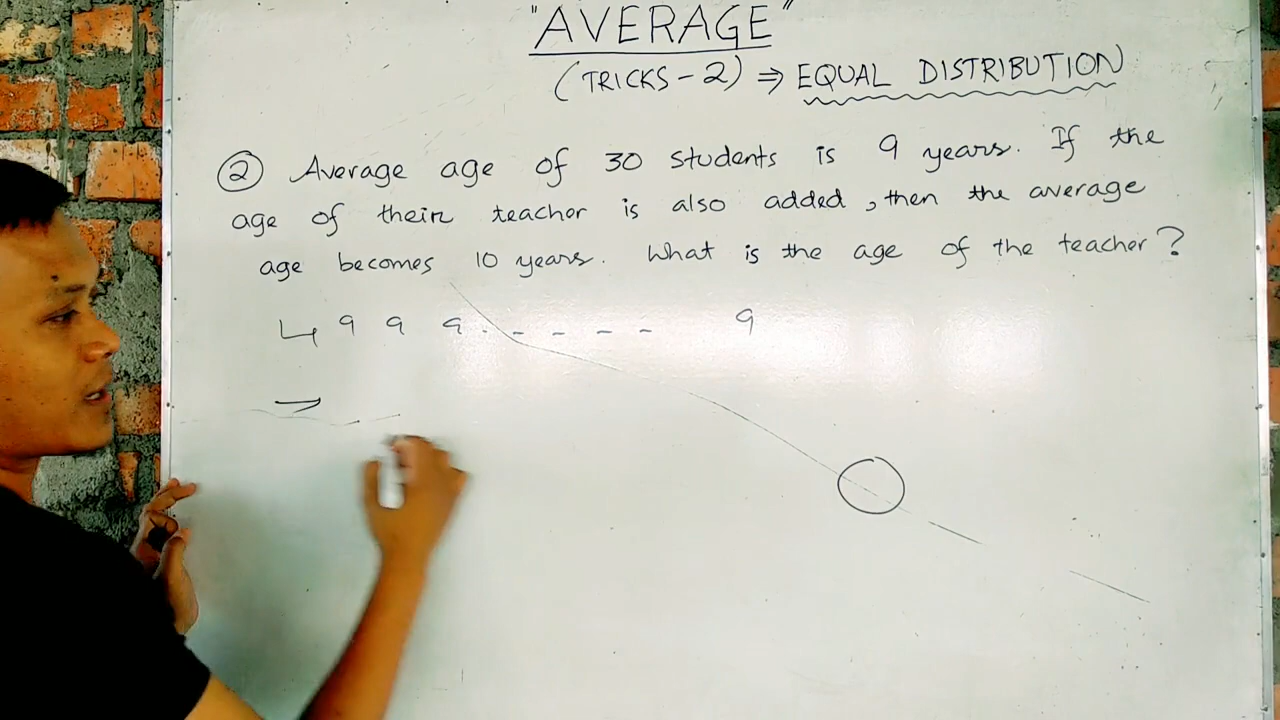 "AVERAGE"
(TRICKS-2) ⇒ EQUAL DISTRIBUTION
② Average age of 30 students is 9 years. If the
age of their teacher is also added, then the average
age becomes 10 years. What is the age of the teacher?
↳ 9 9 9 . - - - - 9